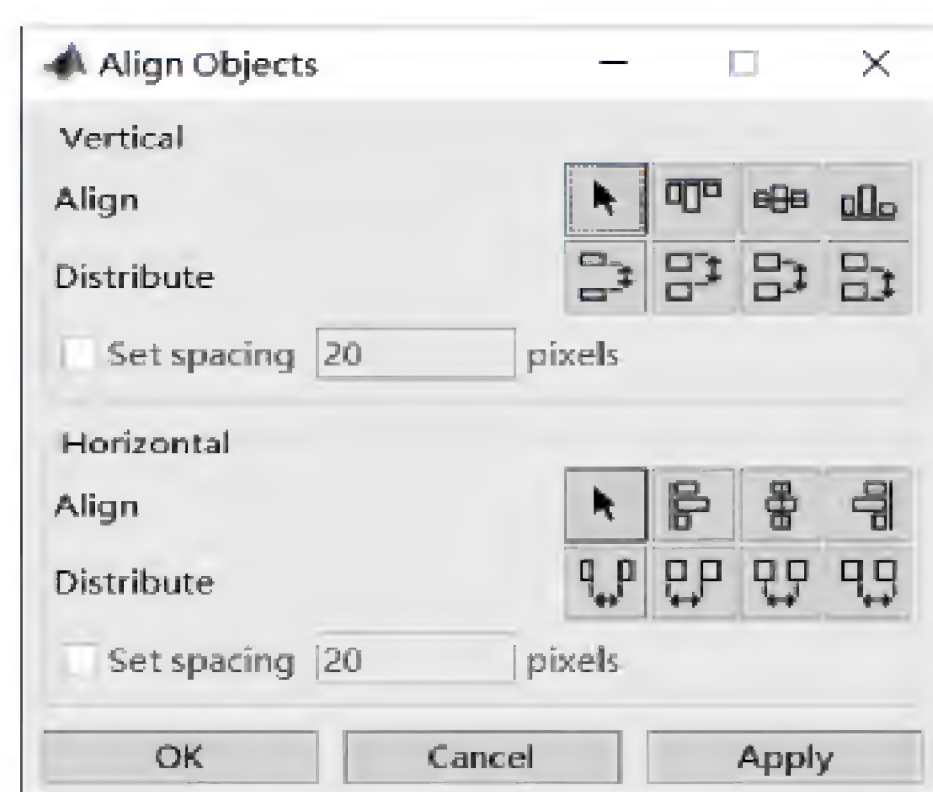 Align Objects
Vertical
Align
Distribute
Set spacing 20 pixels
Horizontal
Align
Distribute
Set spacing 20 pixels
OK Cancel Apply